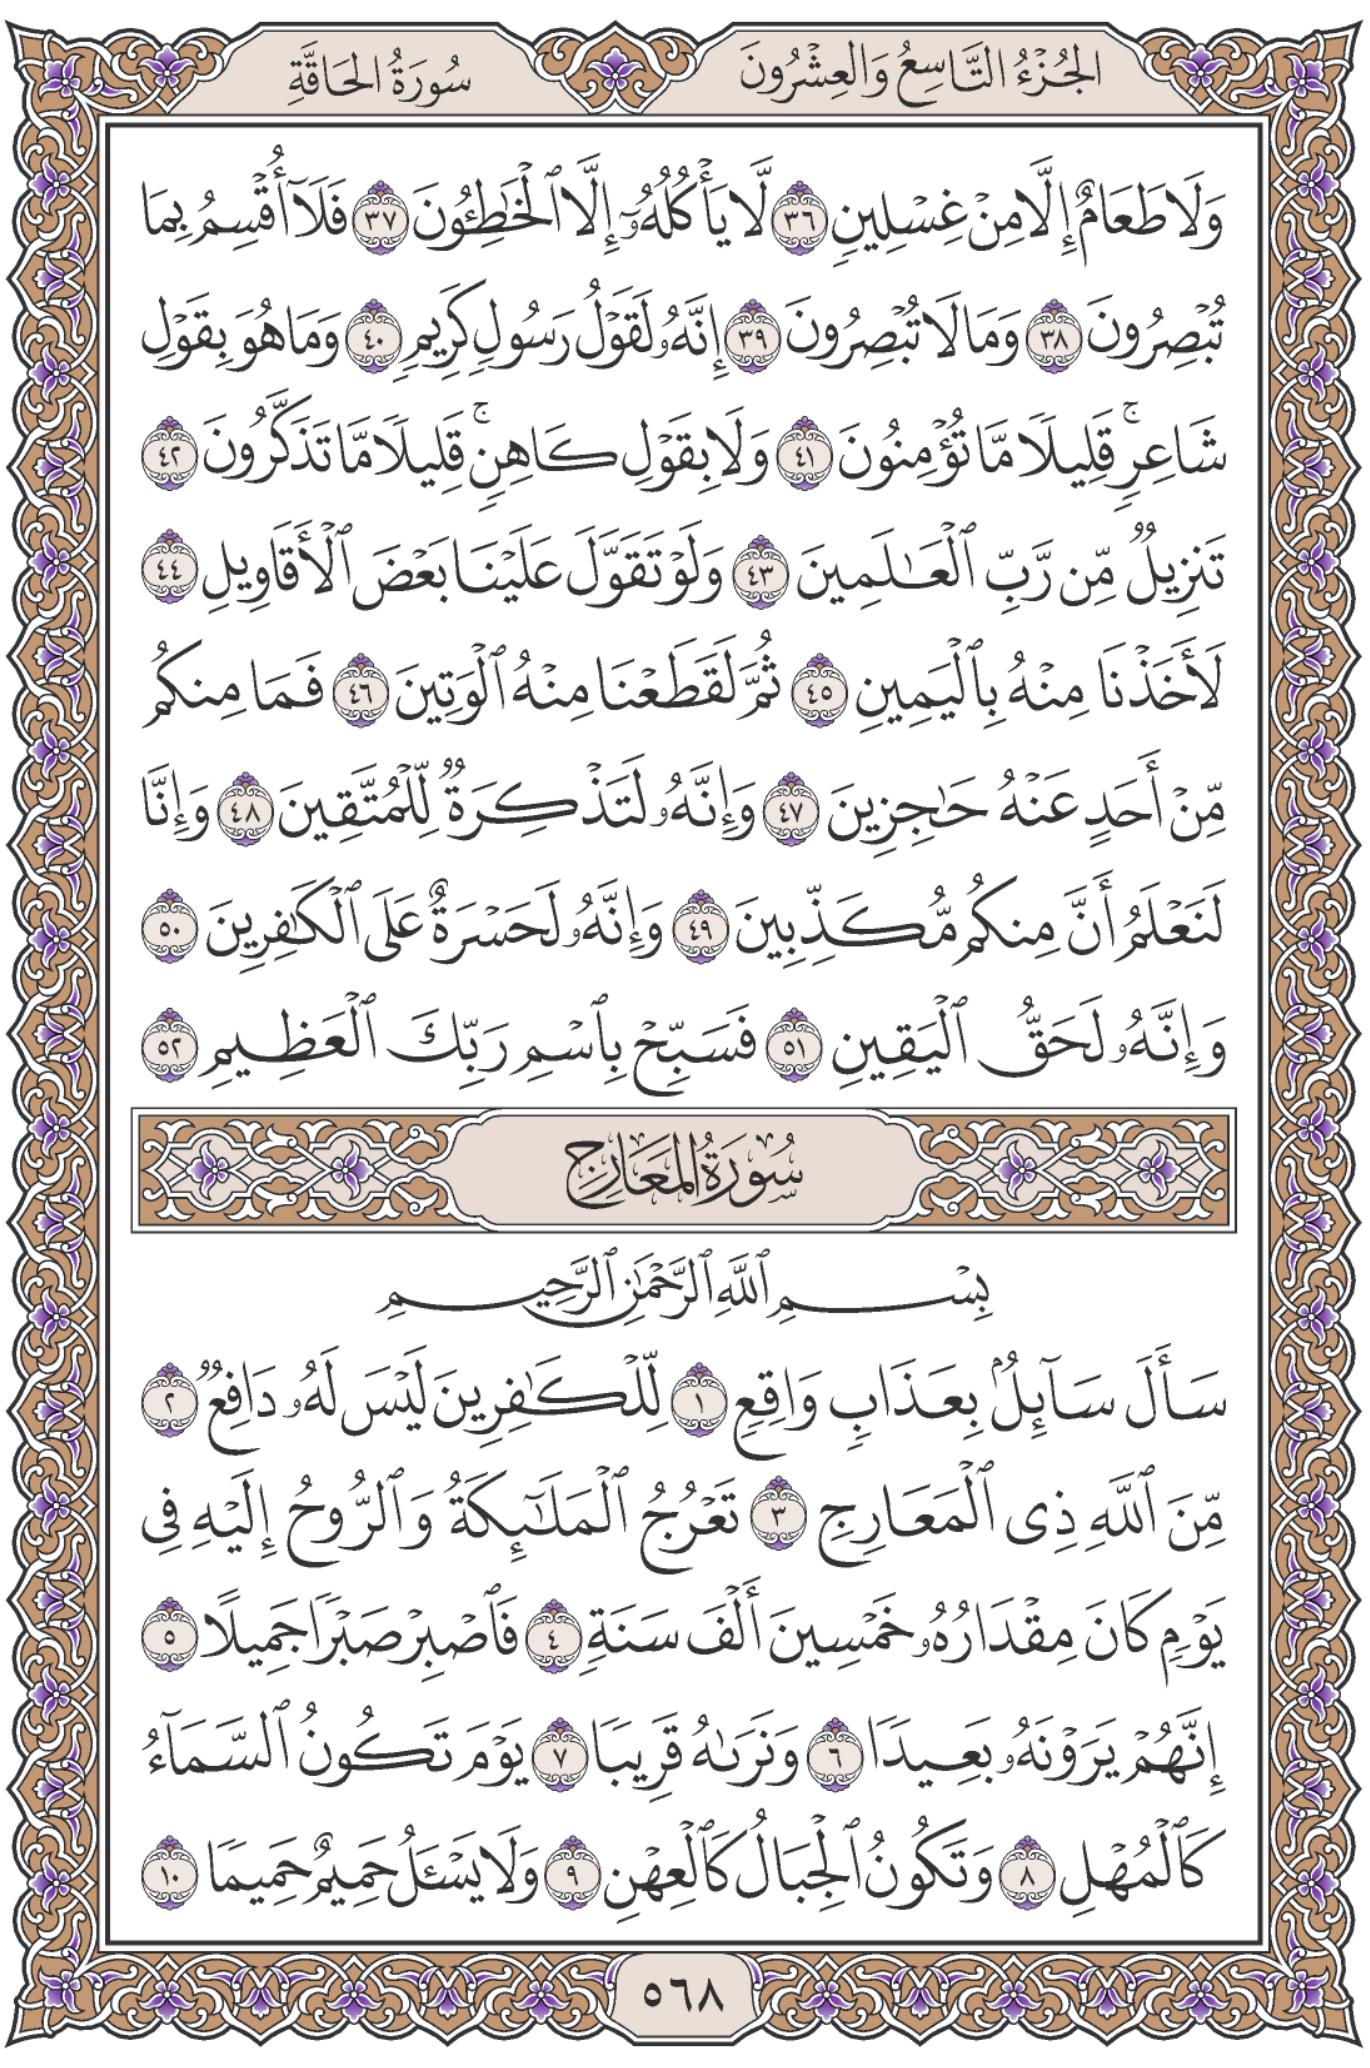 الجُزْءُ التَّاسِعُ وَالعِشْرُونَ
سُورَةُ الحَاقَّةِ
وَلَا طَعَامٌ إِلَّا مِنْ غِسْلِينٍ ٣٦ لَّا يَأْكُلُهُۥٓ إِلَّا ٱلْخَٰطِـُٔونَ ٣٧ فَلَآ أُقْسِمُ بِمَا
تُبْصِرُونَ ٣٨ وَمَا لَا تُبْصِرُونَ ٣٩ إِنَّهُۥ لَقَوْلُ رَسُولٍ كَرِيمٍ ٤٠ وَمَا هُوَ بِقَوْلِ
شَاعِرٍ ۚ قَلِيلًا مَّا تُؤْمِنُونَ ٤١ وَلَا بِقَوْلِ كَاهِنٍ ۚ قَلِيلًا مَّا تَذَكَّرُونَ ٤٢
تَنزِيلٌ مِّن رَّبِّ ٱلْعَٰلَمِينَ ٤٣ وَلَوْ تَقَوَّلَ عَلَيْنَا بَعْضَ ٱلْأَقَاوِيلِ ٤٤
لَأَخَذْنَا مِنْهُ بِٱلْيَمِينِ ٤٥ ثُمَّ لَقَطَعْنَا مِنْهُ ٱلْوَتِينَ ٤٦ فَمَا مِنكُم
مِّنْ أَحَدٍ عَنْهُ حَٰجِزِينَ ٤٧ وَإِنَّهُۥ لَتَذْكِرَةٌ لِّلْمُتَّقِينَ ٤٨ وَإِنَّا
لَنَعْلَمُ أَنَّ مِنكُم مُّكَذِّبِينَ ٤٩ وَإِنَّهُۥ لَحَسْرَةٌ عَلَى ٱلْكَٰفِرِينَ ٥٠
وَإِنَّهُۥ لَحَقُّ ٱلْيَقِينِ ٥١ فَسَبِّحْ بِٱسْمِ رَبِّكَ ٱلْعَظِيمِ ٥٢
سُورَةُ المَعَارِجِ
بِسْمِ ٱللَّهِ ٱلرَّحْمَٰنِ ٱلرَّحِيمِ
سَأَلَ سَآئِلٌۢ بِعَذَابٍ وَاقِعٍ ١ لِّلْكَٰفِرِينَ لَيْسَ لَهُۥ دَافِعٌ ٢
مِّنَ ٱللَّهِ ذِى ٱلْمَعَارِجِ ٣ تَعْرُجُ ٱلْمَلَٰٓئِكَةُ وَٱلرُّوحُ إِلَيْهِ فِى
يَوْمٍ كَانَ مِقْدَارُهُۥ خَمْسِينَ أَلْفَ سَنَةٍ ٤ فَٱصْبِرْ صَبْرًا جَمِيلًا ٥
إِنَّهُمْ يَرَوْنَهُۥ بَعِيدًا ٦ وَنَرَىٰهُ قَرِيبًا ٧ يَوْمَ تَكُونُ ٱلسَّمَآءُ
كَٱلْمُهْلِ ٨ وَتَكُونُ ٱلْجِبَالُ كَٱلْعِهْنِ ٩ وَلَا يَسْـَٔلُ حَمِيمٌ حَمِيمًا ١٠
٥٦٨